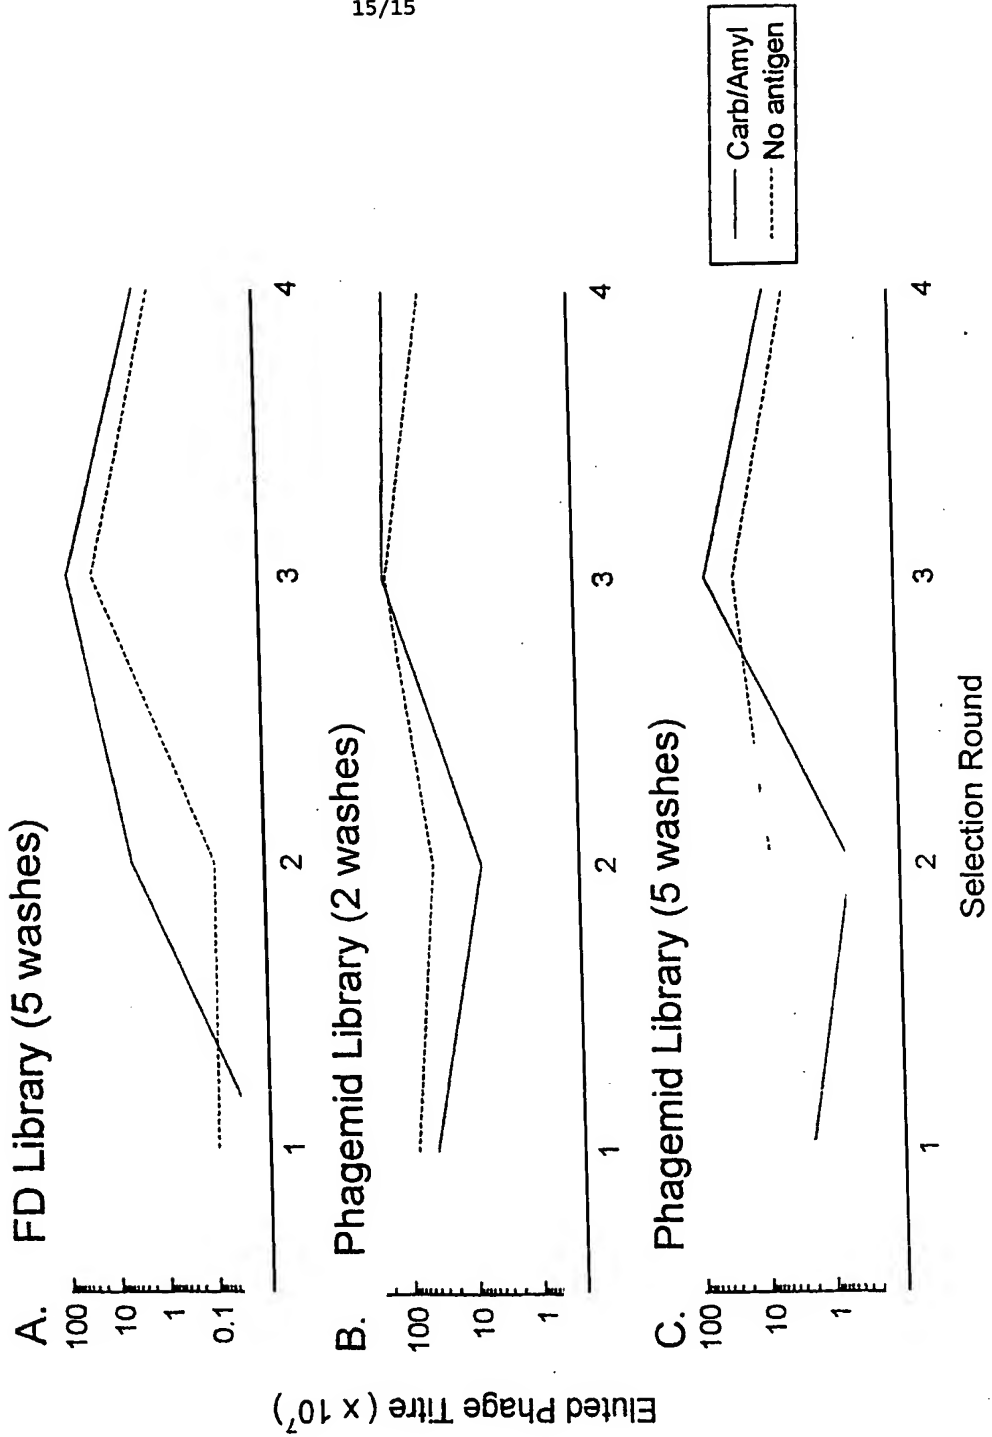 15/15
A. FD Library (5 washes)
100
10
1
0.1
1 2 3 4
B. Phagemid Library (2 washes)
100
10
1
1 2 3 4
C. Phagemid Library (5 washes)
100
10
1
1 2 3 4
Eluted Phage Titre (x 10⁷)
Selection Round
Carb/Amyl
No antigen